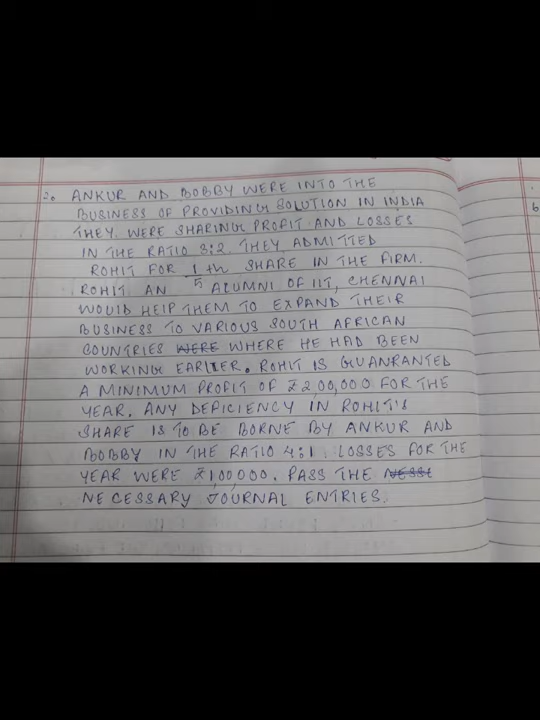 2. ANKUR AND BOBBY WERE INTO THE
BUSINESS OF PROVIDING SOLUTION IN INDIA
THEY WERE SHARING PROFIT AND LOSSES
IN THE RATIO 3:2. THEY ADMITTED
ROHIT FOR 1/5 th SHARE IN THE FIRM.
ROHIT AN ALUMNI OF IIT, CHENNAI
WOULD HELP THEM TO EXPAND THEIR
BUSINESS TO VARIOUS SOUTH AFRICAN
COUNTRIES WERE WHERE HE HAD BEEN
WORKING EARLIER. ROHIT IS GUANRANTED
A MINIMUM PROFIT OF ₹2,00,000 FOR THE
YEAR. ANY DEFICIENCY IN ROHIT'S
SHARE IS TO BE BORNE BY ANKUR AND
BOBBY IN THE RATIO 4:1. LOSSES FOR THE
YEAR WERE ₹1,00,000. PASS THE
NECESSARY JOURNAL ENTRIES.
6